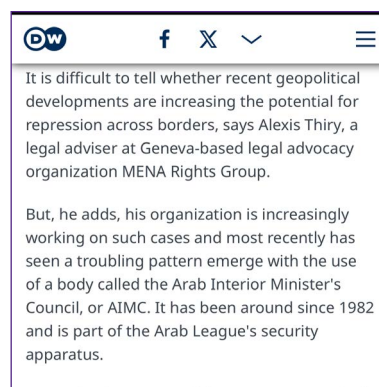 DW f X
It is difficult to tell whether recent geopolitical
developments are increasing the potential for
repression across borders, says Alexis Thiry, a
legal adviser at Geneva-based legal advocacy
organization MENA Rights Group.
But, he adds, his organization is increasingly
working on such cases and most recently has
seen a troubling pattern emerge with the use
of a body called the Arab Interior Minister's
Council, or AIMC. It has been around since 1982
and is part of the Arab League's security
apparatus.